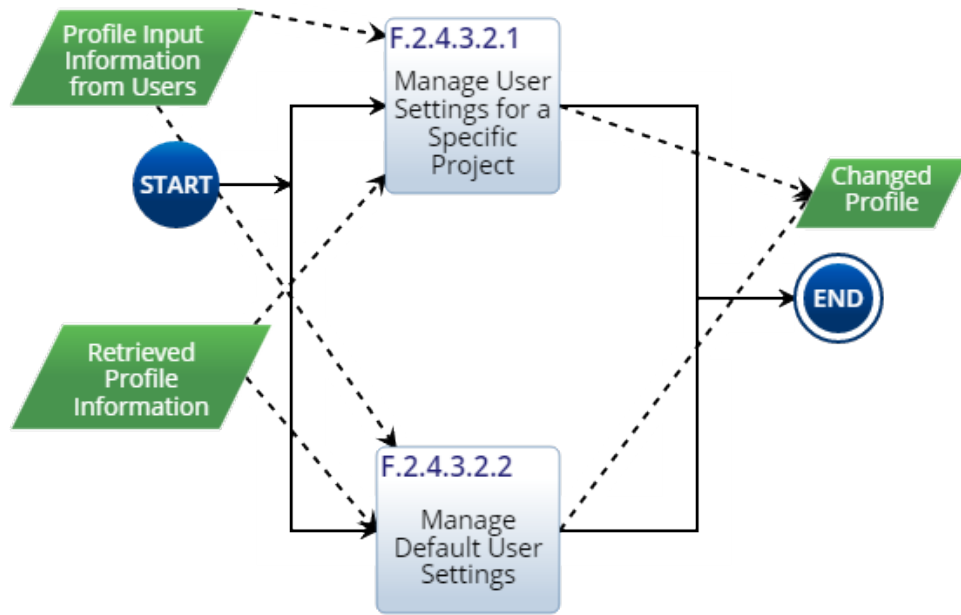 Profile Input
Information
from Users
F.2.4.3.2.1
Manage User
Settings for a
Specific
Project
START
Changed
Profile
END
Retrieved
Profile
Information
F.2.4.3.2.2
Manage
Default User
Settings